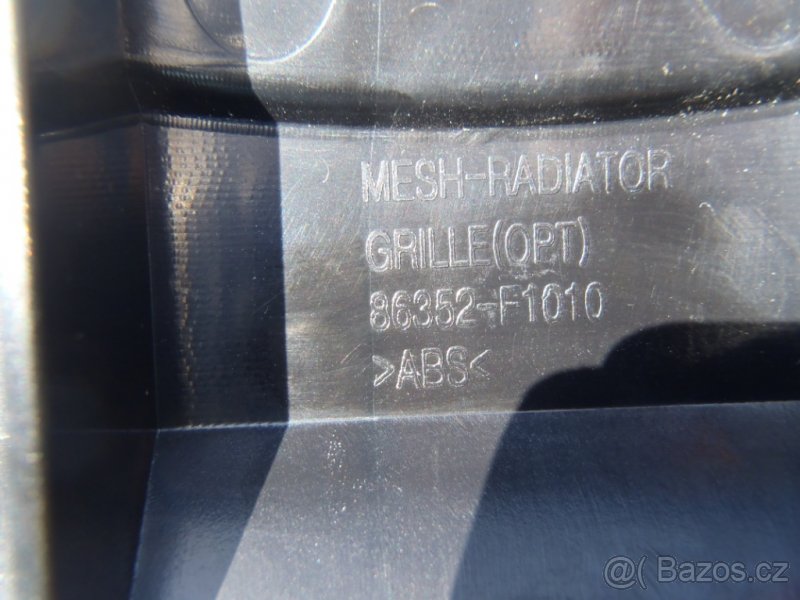 MESH-RADIATOR
GRILLE(OPT)
86352-F1010
>ABS<
@Bazos.cz